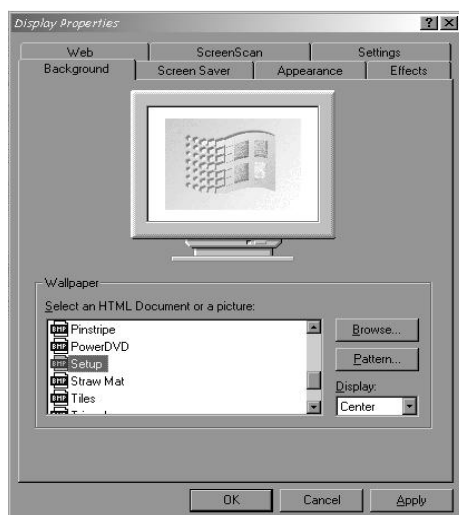 Display Properties
Web ScreenScan Settings
Background Screen Saver Appearance Effects
Wallpaper
Select an HTML Document or a picture:
Pinstripe
PowerDVD
Setup
Straw Mat
Tiles
Browse...
Pattern...
Display:
Center
OK Cancel Apply